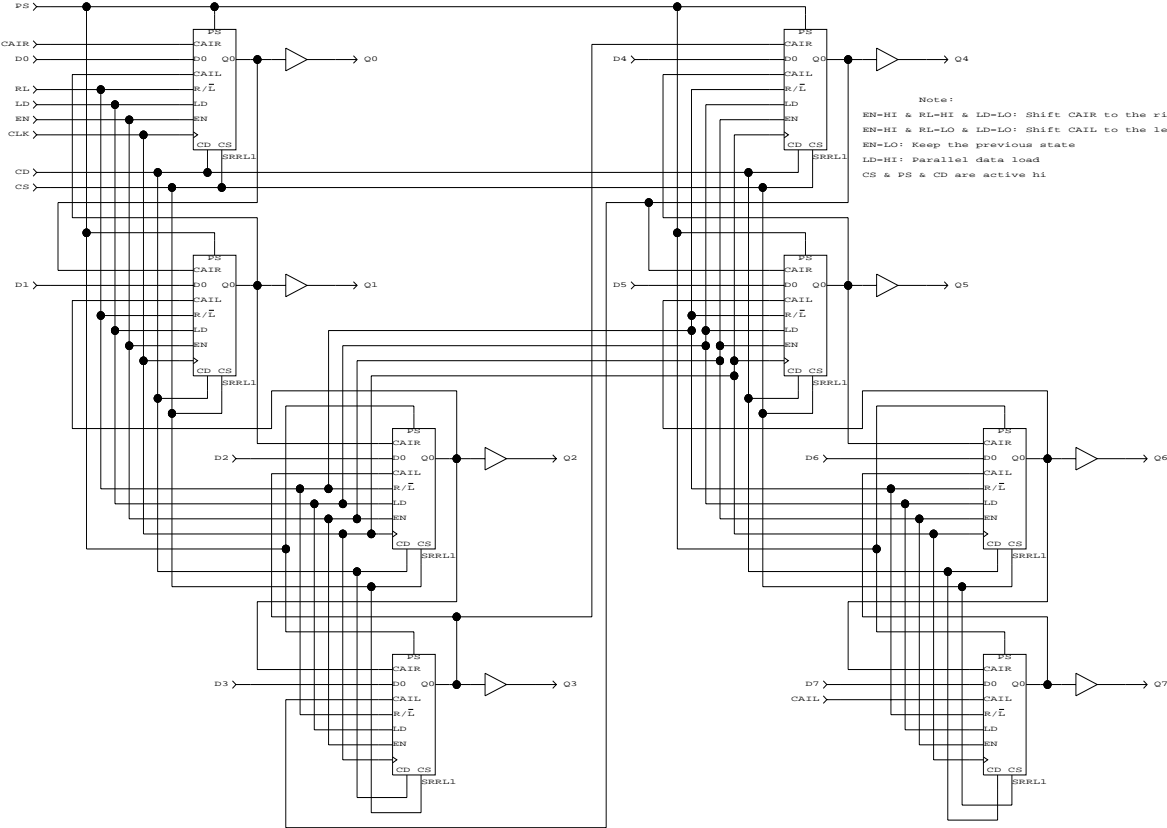 PS
PS PS
CAIR CAIR CAIR
D0 D0 Q0 Q0 D4 D0 Q0 Q4
CAIL CAIL
RL R/L R/L
LD LD LD
EN EN EN
CLK
CD CS CD CS
SRRL1 SRRL1
CD
CS
Note:
EN=HI & RL=HI & LD=LO: Shift CAIR to the ri
EN=HI & RL=LO & LD=LO: Shift CAIL to the le
EN=LO: Keep the previous state
LD=HI: Parallel data load
CS & PS & CD are active hi
PS PS
CAIR CAIR
D1 D0 Q0 Q1 D5 D0 Q0 Q5
CAIL CAIL
R/L R/L
LD LD
EN EN
CD CS CD CS
SRRL1 SRRL1
PS PS
CAIR CAIR
D2 D0 Q0 Q2 D6 D0 Q0 Q6
CAIL CAIL
R/L R/L
LD LD
EN EN
CD CS CD CS
SRRL1 SRRL1
PS PS
CAIR CAIR
D3 D0 Q0 Q3 D7 D0 Q0 Q7
CAIL CAIL CAIL
R/L R/L
LD LD
EN EN
CD CS CD CS
SRRL1 SRRL1